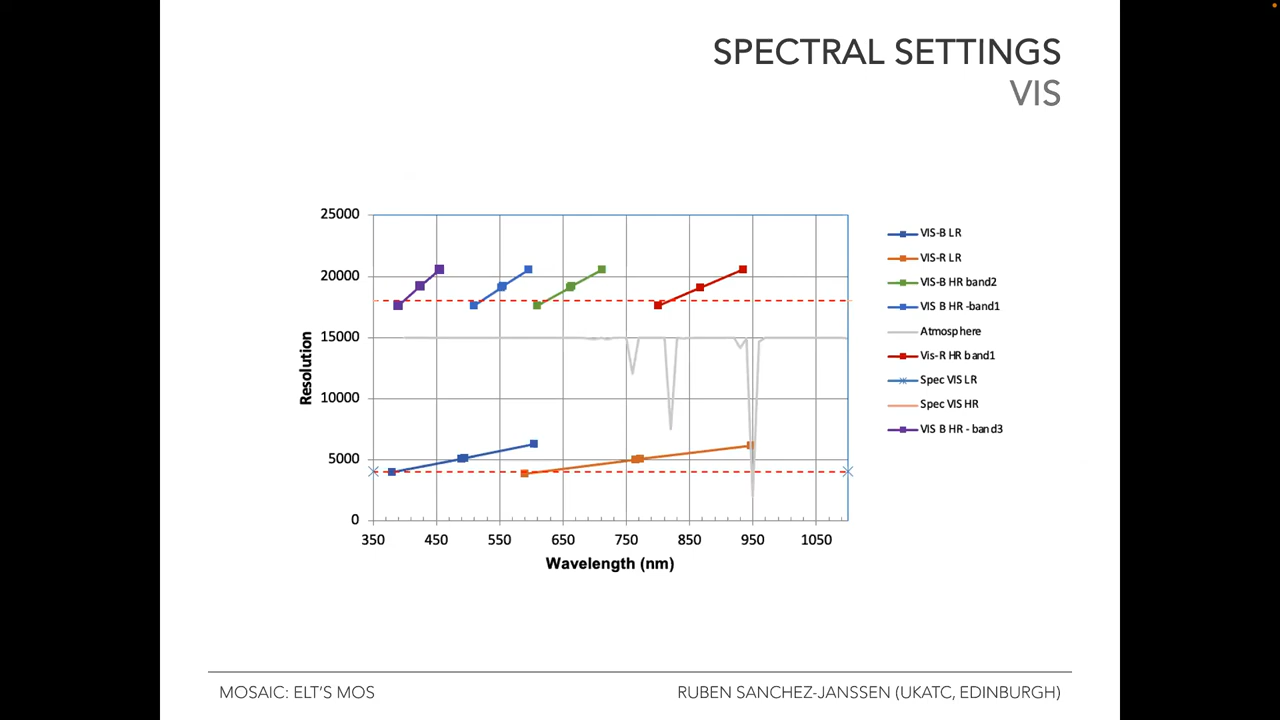 SPECTRAL SETTINGS
VIS
25000
20000
15000
10000
5000
0
Resolution
350 450 550 650 750 850 950 1050
Wavelength (nm)
VIS-B LR
VIS-R LR
VIS-B HR band2
VIS B HR -band1
Atmosphere
Vis-R HR band1
Spec VIS LR
Spec VIS HR
VIS B HR - band3
MOSAIC: ELT'S MOS
RUBEN SANCHEZ-JANSSEN (UKATC, EDINBURGH)